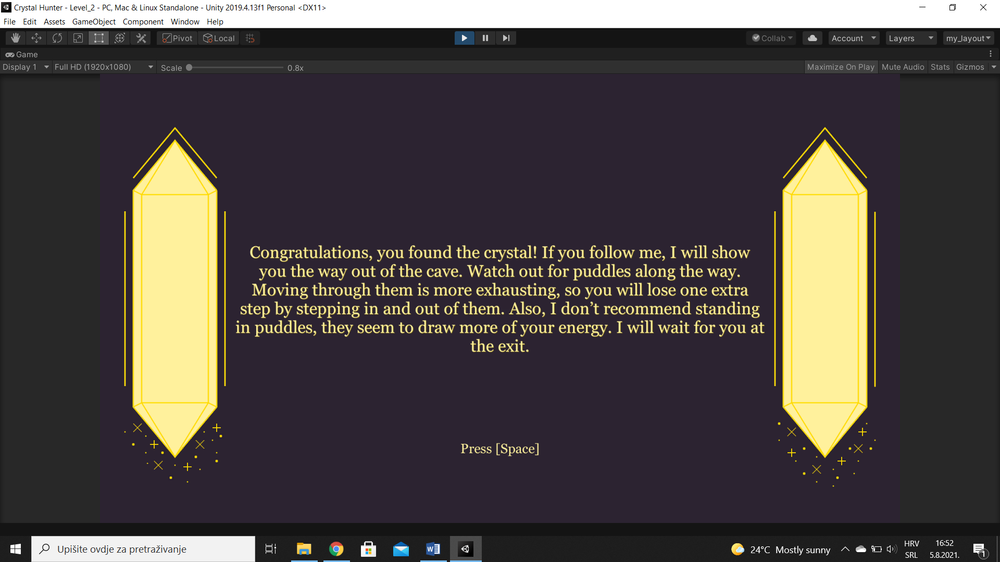 Crystal Hunter - Level_2 - PC, Mac & Linux Standalone - Unity 2019.4.13f1 Personal <DX11>
File Edit Assets GameObject Component Window Help
Pivot Local Collab Account Layers my_layout
Game
Display 1 Full HD (1920x1080) Scale 0.8x Maximize On Play Mute Audio Stats Gizmos
Congratulations, you found the crystal! If you follow me, I will show
you the way out of the cave. Watch out for puddles along the way.
Moving through them is more exhausting, so you will lose one extra
step by stepping in and out of them. Also, I don’t recommend standing
in puddles, they seem to draw more of your energy. I will wait for you at
the exit.
Press [Space]
Upišite ovdje za pretraživanje
24°C Mostly sunny
HRV
SRL
16:52
5.8.2021.
1